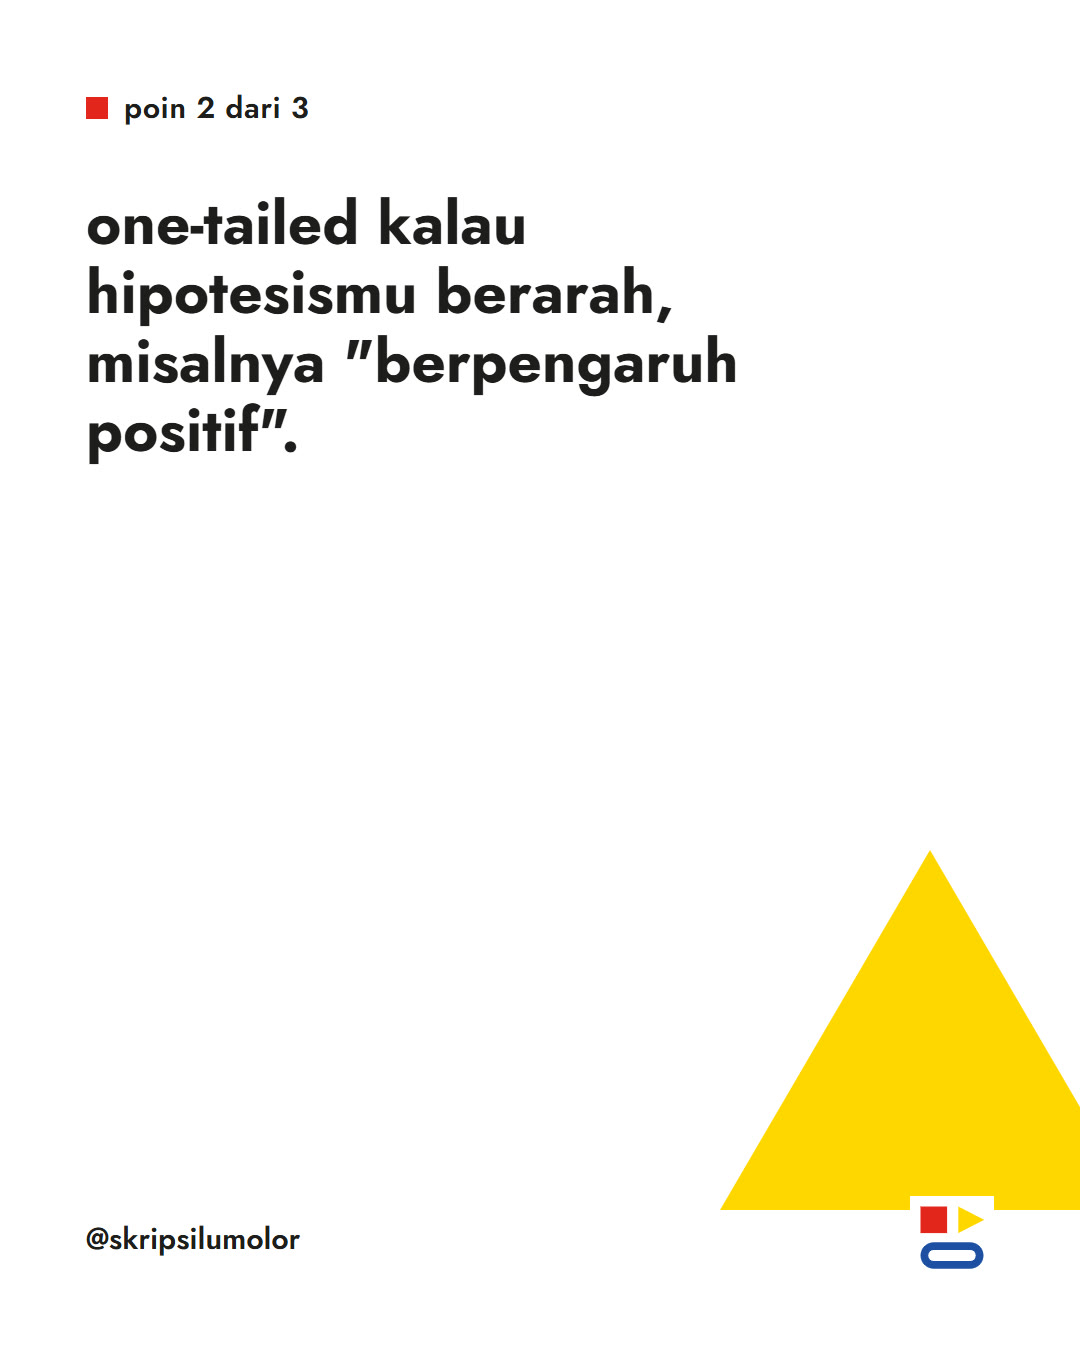 poin 2 dari 3
one-tailed kalau
hipotesismu berarah,
misalnya "berpengaruh
positif".
@skripsilumolor